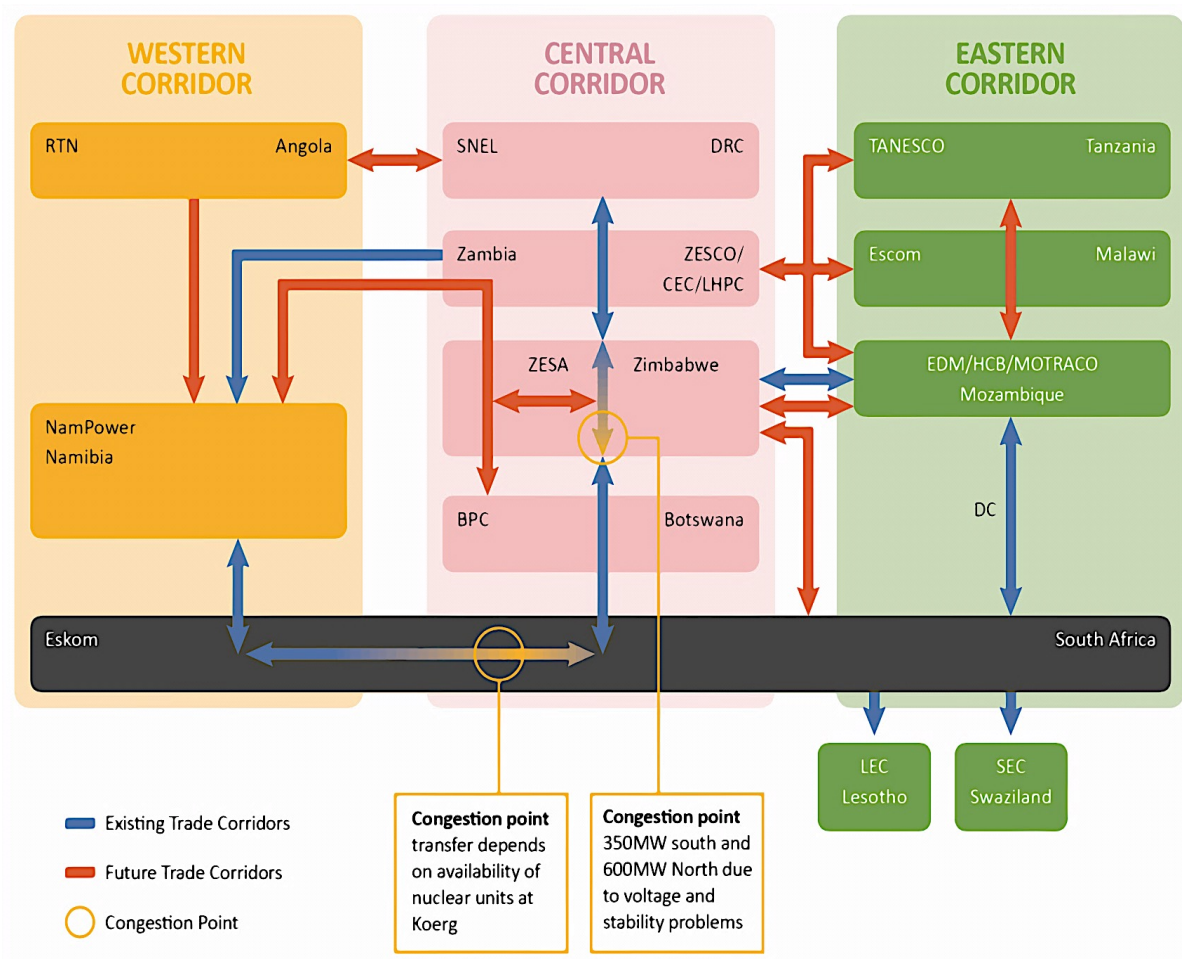 WESTERN
CORRIDOR
CENTRAL
CORRIDOR
EASTERN
CORRIDOR
RTN Angola
SNEL DRC
TANESCO Tanzania
Zambia ZESCO/
CEC/LHPC
Escom Malawi
ZESA Zimbabwe
EDM/HCB/MOTRACO
Mozambique
NamPower
Namibia
BPC Botswana
DC
Eskom South Africa
LEC
Lesotho
SEC
Swaziland
Existing Trade Corridors
Future Trade Corridors
Congestion Point
Congestion point
transfer depends
on availability of
nuclear units at
Koerg
Congestion point
350MW south and
600MW North due
to voltage and
stability problems